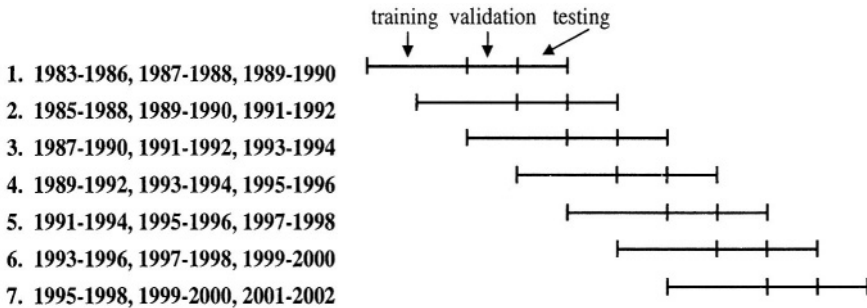 training validation testing
1. 1983-1986, 1987-1988, 1989-1990
2. 1985-1988, 1989-1990, 1991-1992
3. 1987-1990, 1991-1992, 1993-1994
4. 1989-1992, 1993-1994, 1995-1996
5. 1991-1994, 1995-1996, 1997-1998
6. 1993-1996, 1997-1998, 1999-2000
7. 1995-1998, 1999-2000, 2001-2002